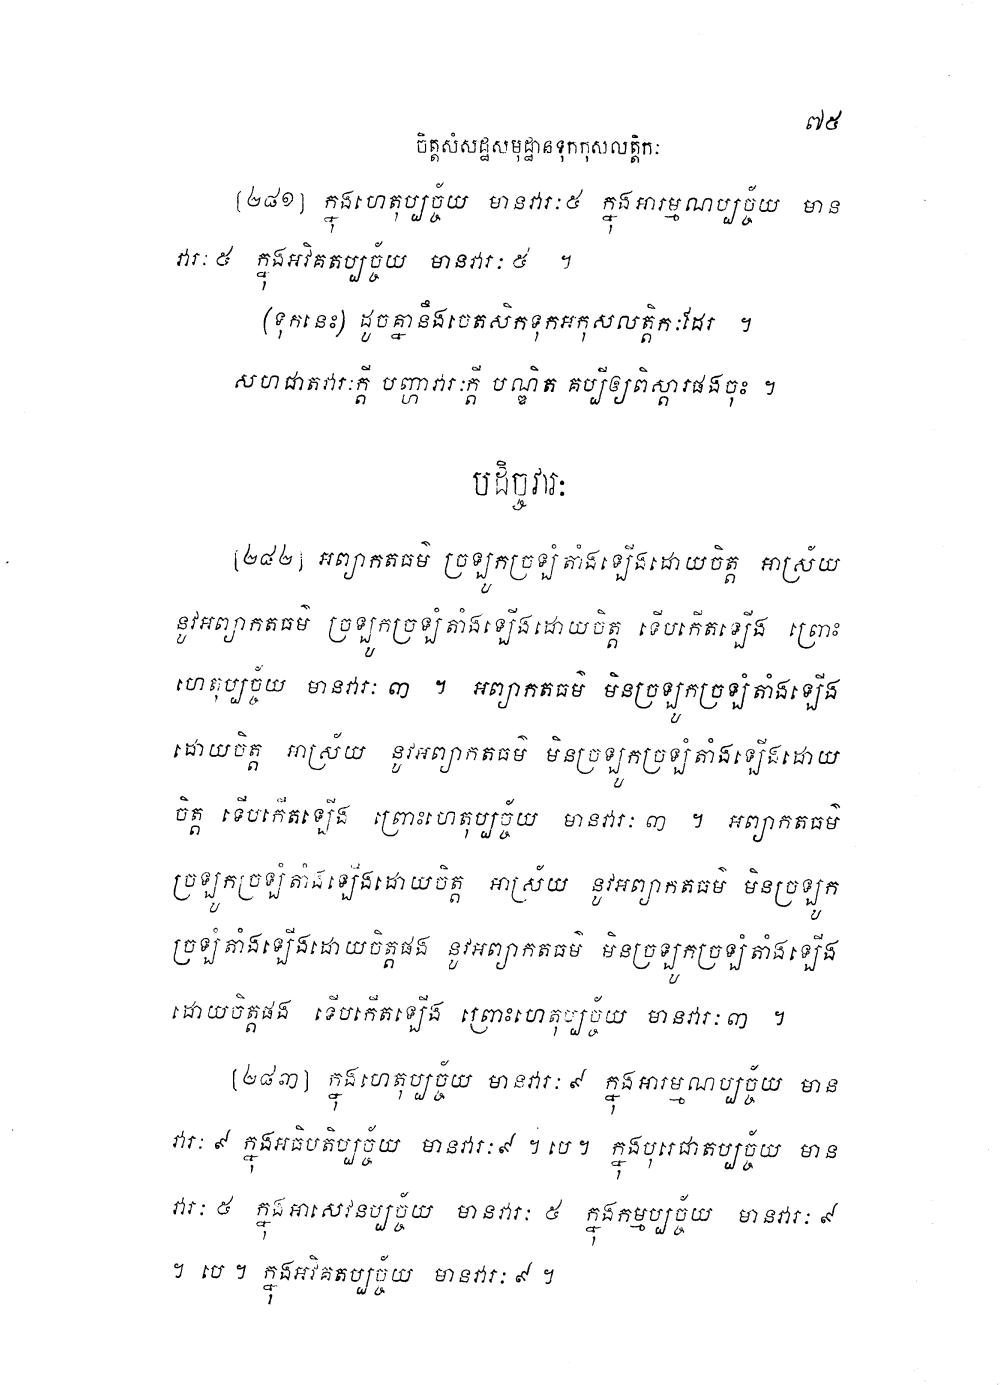 ៧៥
ចិត្តសំសដ្ឋសមុដ្ឋានទុកកុសលត្តិកៈ
[២៨១] ក្នុងហេតុប្បច្ច័យ មានវារៈ ៥ ក្នុងអារម្មណប្បច្ច័យ មាន
វារៈ ៥ ក្នុងអវិគតប្បច្ច័យ មានវារៈ ៥ ។
(ទុកនេះ) ដូចគ្នានឹងចេតសិកទុកអកុសលត្តិកៈដែរ ។
សហជាតវារៈក្តី បញ្ហាវារៈក្តី បណ្ឌិត គប្បីឲ្យពិស្តារផងចុះ ។
បដិច្ចវារៈ
[២៨២] អព្យាកតធម៌ ច្រឡូកច្រឡំតាំងឡើងដោយចិត្ត អាស្រ័យ
នូវអព្យាកតធម៌ ច្រឡូកច្រឡំតាំងឡើងដោយចិត្ត ទើបកើតឡើង ព្រោះ
ហេតុប្បច្ច័យ មានវារៈ ៣ ។ អព្យាកតធម៌ មិនច្រឡូកច្រឡំតាំងឡើង
ដោយចិត្ត អាស្រ័យ នូវអព្យាកតធម៌ មិនច្រឡូកច្រឡំតាំងឡើងដោយ
ចិត្ត ទើបកើតឡើង ព្រោះហេតុប្បច្ច័យ មានវារៈ ៣ ។ អព្យាកតធម៌
ច្រឡូកច្រឡំតាំងឡើងដោយចិត្ត អាស្រ័យ នូវអព្យាកតធម៌ មិនច្រឡូក
ច្រឡំតាំងឡើងដោយចិត្តផង នូវអព្យាកតធម៌ មិនច្រឡូកច្រឡំតាំងឡើង
ដោយចិត្តផង ទើបកើតឡើង ព្រោះហេតុប្បច្ច័យ មានវារៈ ៣ ។
[២៨៣] ក្នុងហេតុប្បច្ច័យ មានវារៈ ៩ ក្នុងអារម្មណប្បច្ច័យ មាន
វារៈ ៩ ក្នុងអធិបតិប្បច្ច័យ មានវារៈ ៩ ។ បេ ។ ក្នុងបុរេជាតប្បច្ច័យ មាន
វារៈ ៥ ក្នុងអាសេវនប្បច្ច័យ មានវារៈ ៥ ក្នុងកម្មប្បច្ច័យ មានវារៈ ៩
។ បេ ។ ក្នុងអវិគតប្បច្ច័យ មានវារៈ ៩ ។